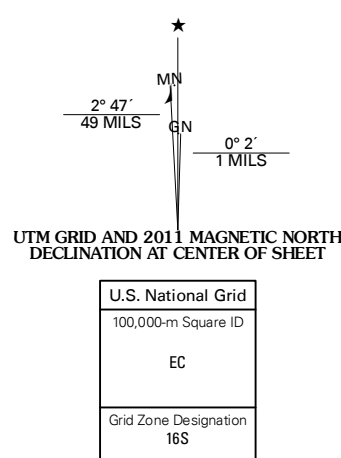 ★
MN
2° 47´
49 MILS
GN
0° 2´
1 MILS
UTM GRID AND 2011 MAGNETIC NORTH
DECLINATION AT CENTER OF SHEET
U.S. National Grid
100,000-m Square ID
EC
Grid Zone Designation
16S